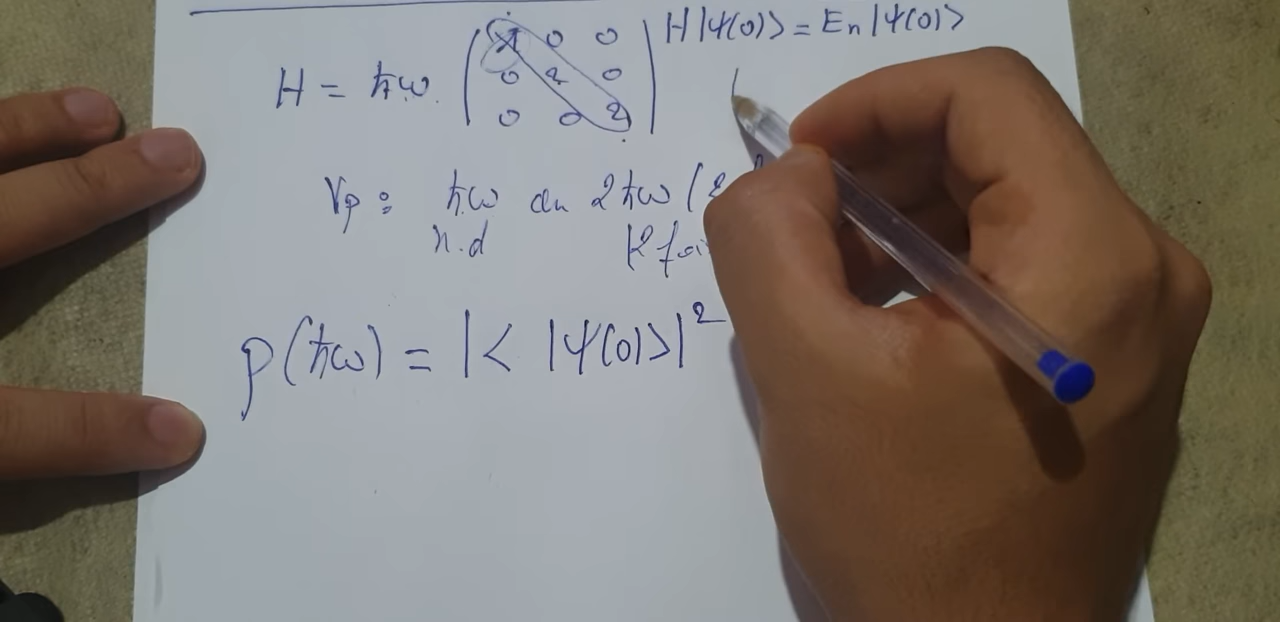 H = ħω ( 1 0 0 | H|Ψ(0)> = En|Ψ(0)>
0 2 0
0 0 2
Vp : ħω an 2ħω (2
n.d
P(ħω) = |< |Ψ(0)>|²